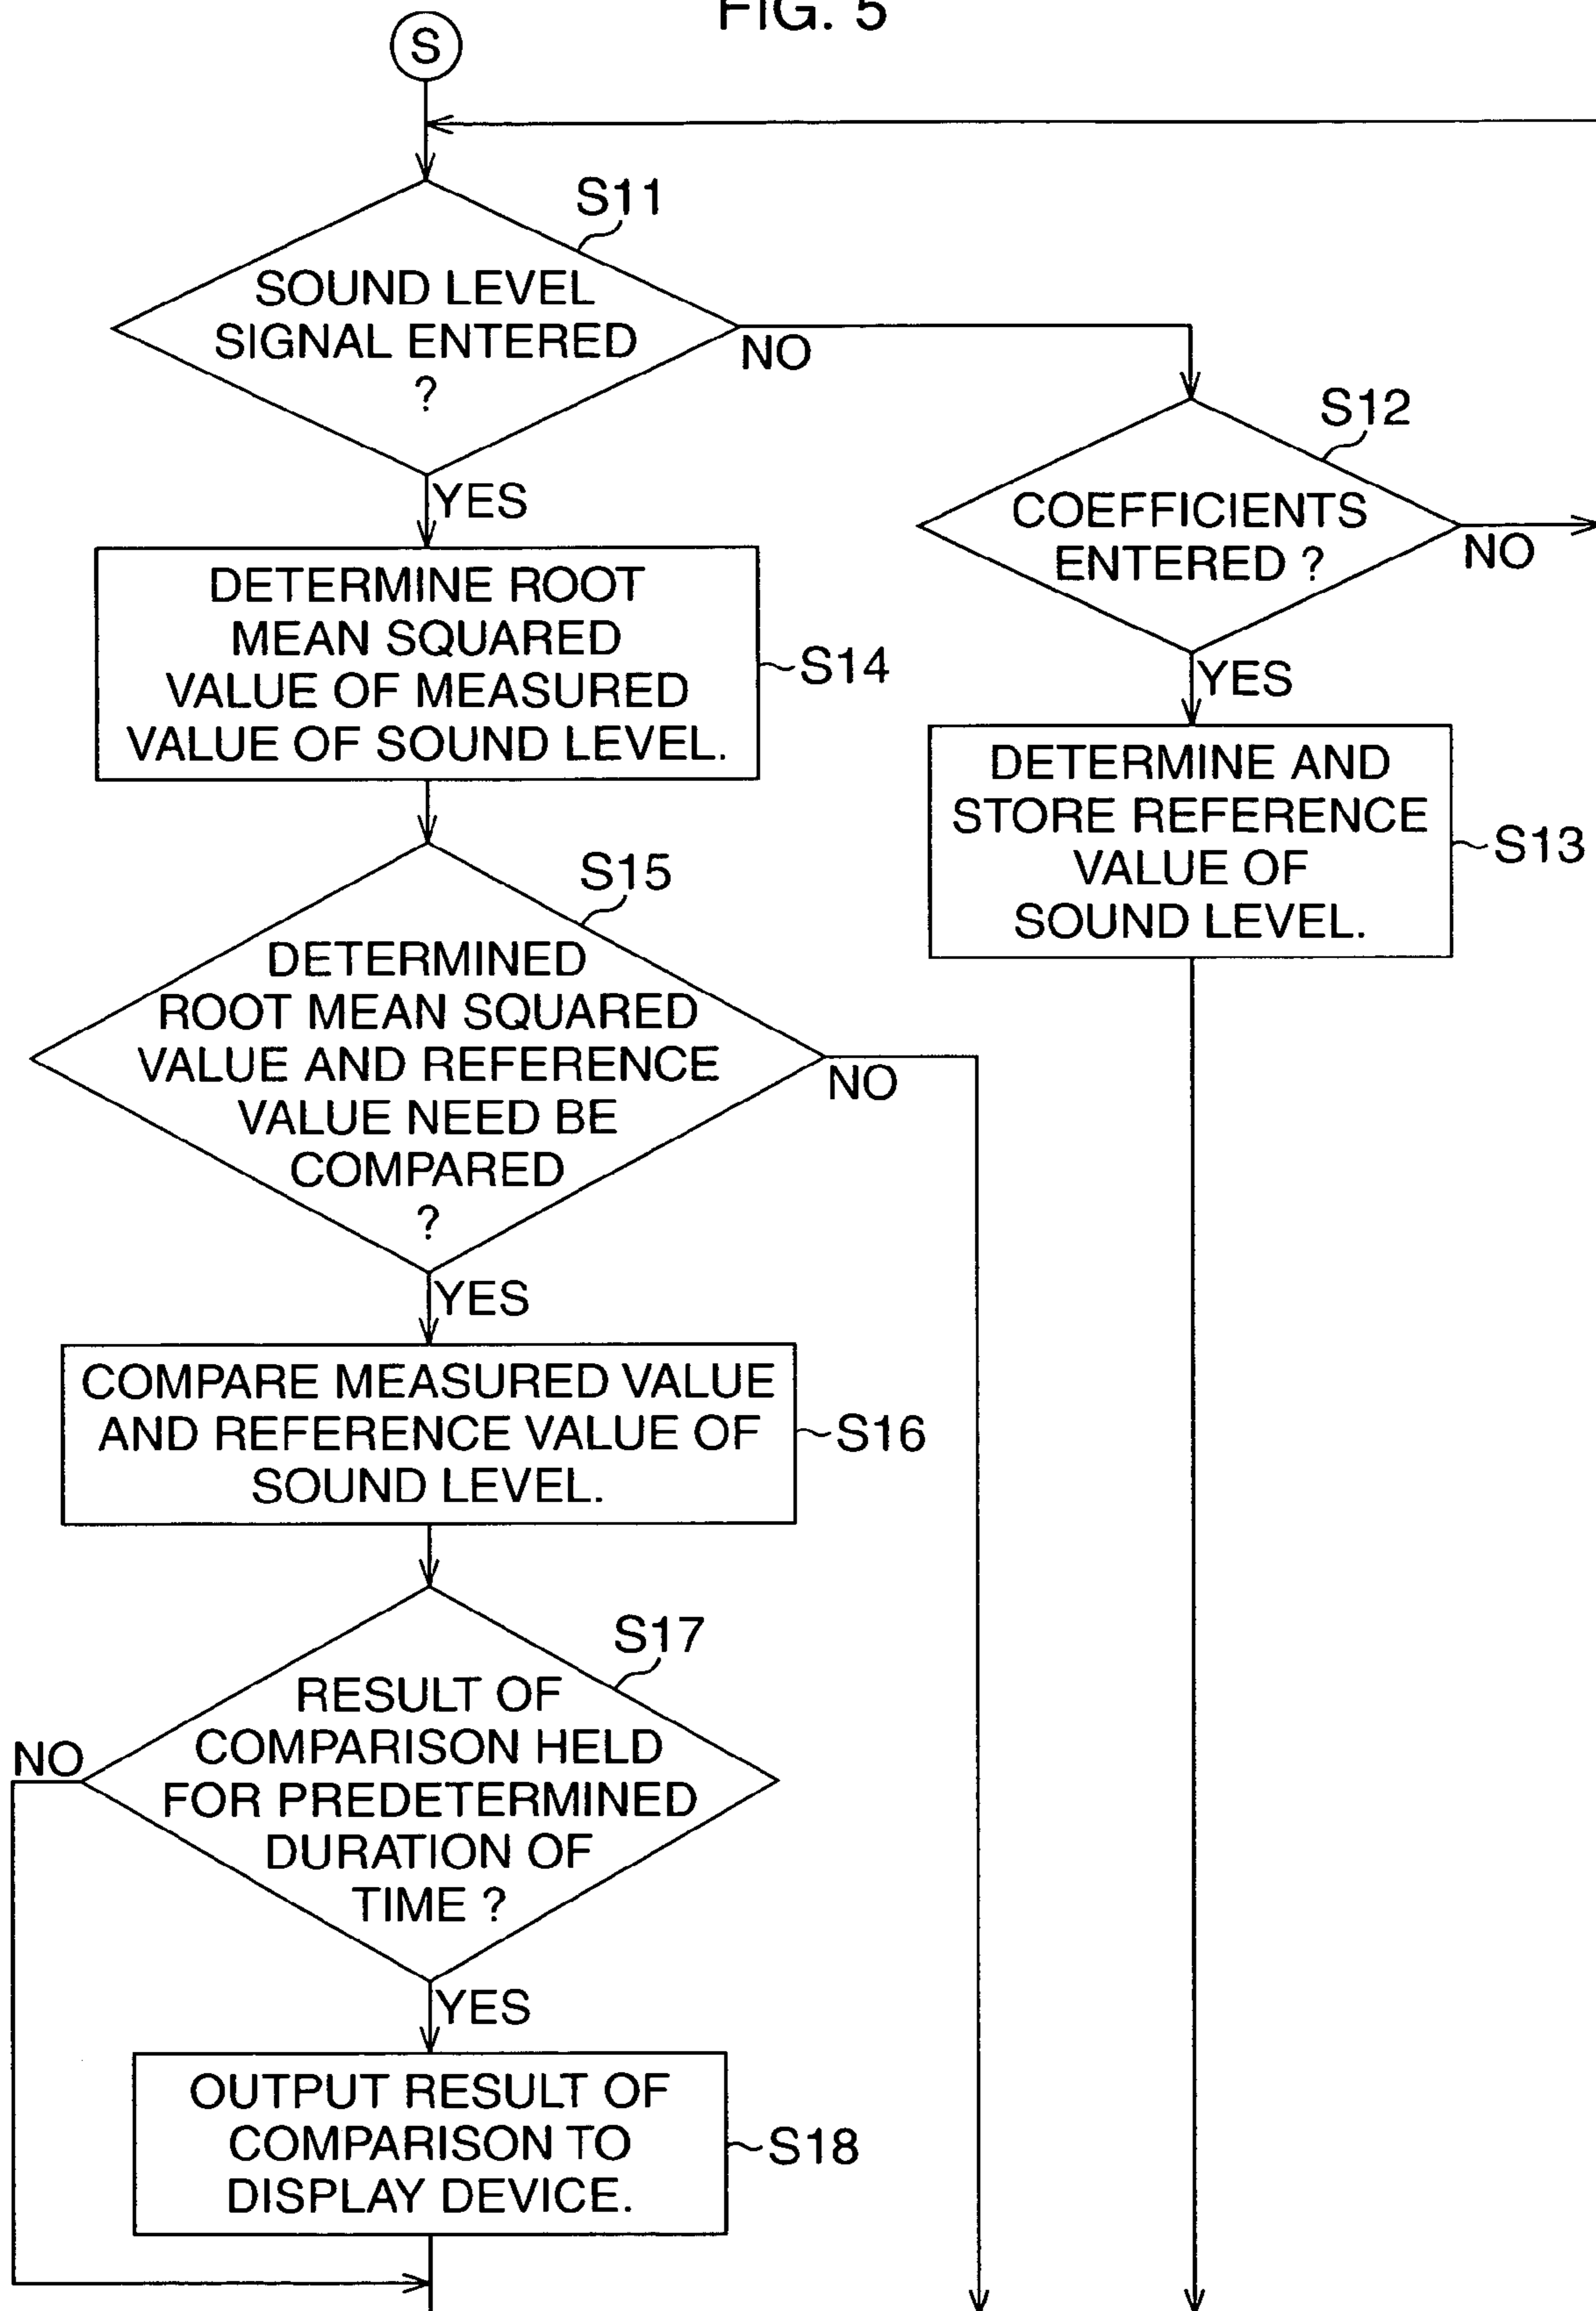 FIG. 5
S
S11
SOUND LEVEL
SIGNAL ENTERED
?
NO
YES
S12
COEFFICIENTS
ENTERED ?
NO
YES
DETERMINE ROOT
MEAN SQUARED
VALUE OF MEASURED
VALUE OF SOUND LEVEL.
S14
DETERMINE AND
STORE REFERENCE
VALUE OF
SOUND LEVEL.
S13
S15
DETERMINED
ROOT MEAN SQUARED
VALUE AND REFERENCE
VALUE NEED BE
COMPARED
?
NO
YES
COMPARE MEASURED VALUE
AND REFERENCE VALUE OF
SOUND LEVEL.
S16
S17
RESULT OF
COMPARISON HELD
FOR PREDETERMINED
DURATION OF
TIME ?
NO
YES
OUTPUT RESULT OF
COMPARISON TO
DISPLAY DEVICE.
S18